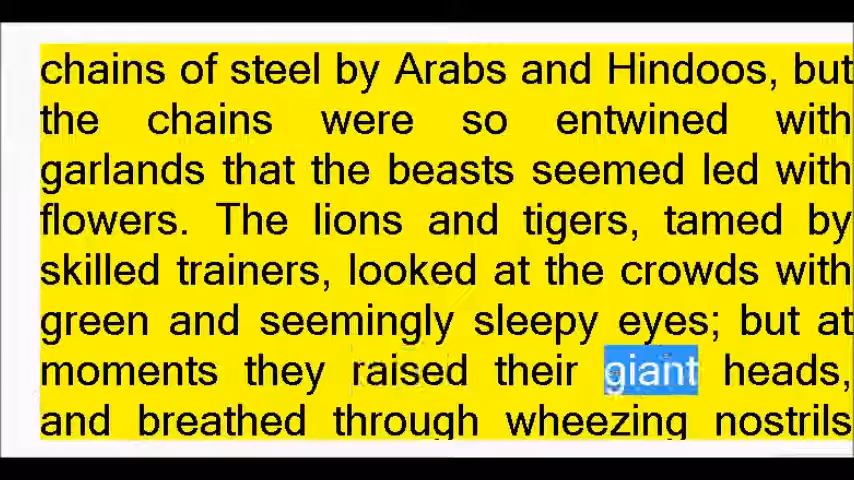 chains of steel by Arabs and Hindoos, but
the chains were so entwined with
garlands that the beasts seemed led with
flowers. The lions and tigers, tamed by
skilled trainers, looked at the crowds with
green and seemingly sleepy eyes; but at
moments they raised their giant heads,
and breathed through wheezing nostrils